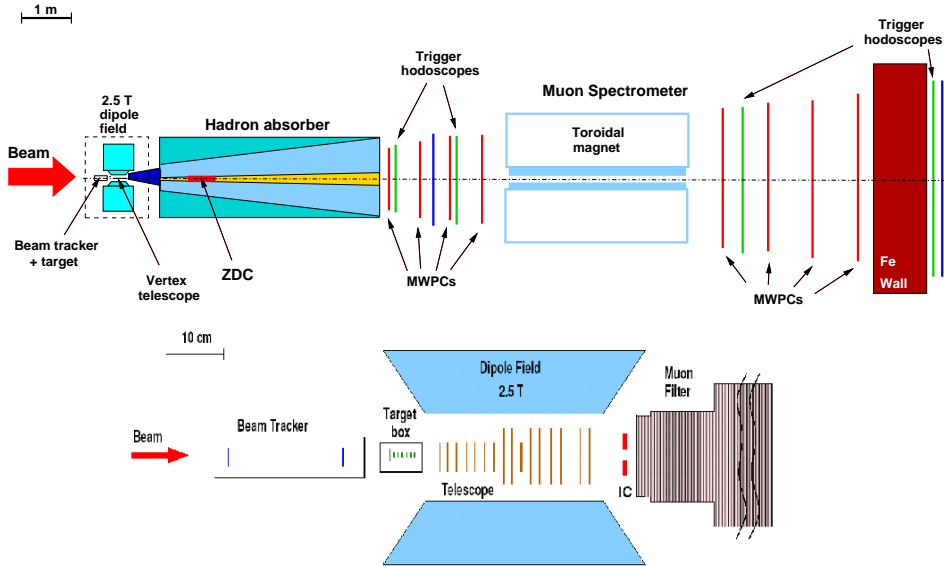 1 m
Trigger
hodoscopes
Trigger
hodoscopes
2.5 T
dipole
field
Muon Spectrometer
Hadron absorber
Toroidal
magnet
Beam
Beam tracker
+ target
Vertex
telescope
ZDC
MWPCs
MWPCs
Fe
Wall
10 cm
Dipole Field
2.5 T
Muon
Filter
Target
box
Beam Tracker
Beam
Telescope
IC